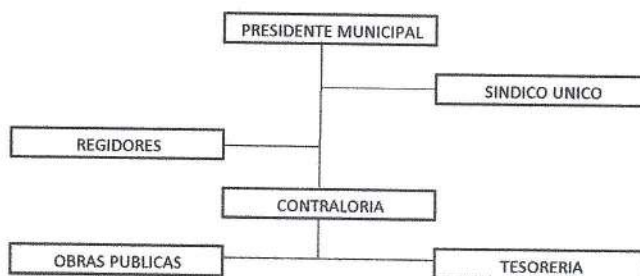 PRESIDENTE MUNICIPAL
SINDICO UNICO
REGIDORES
CONTRALORIA
OBRAS PUBLICAS
TESORERIA